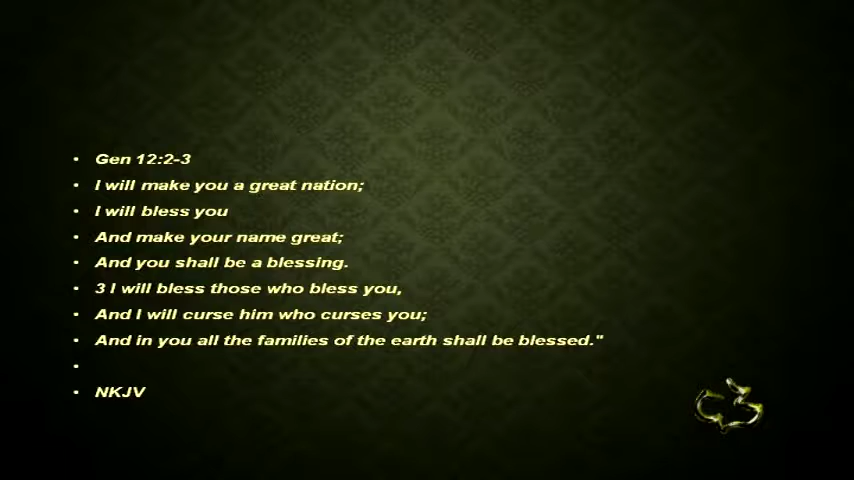 • Gen 12:2-3
• I will make you a great nation;
• I will bless you
• And make your name great;
• And you shall be a blessing.
• 3 I will bless those who bless you,
• And I will curse him who curses you;
• And in you all the families of the earth shall be blessed."
•
• NKJV
C3